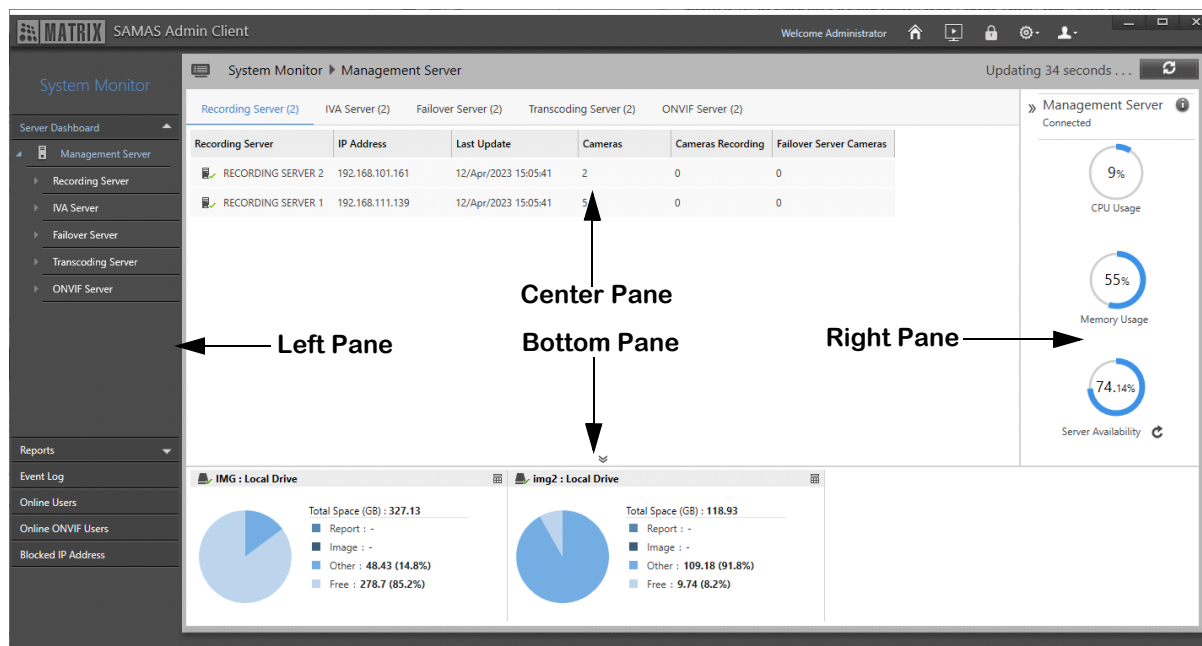 MATRIX SAMAS Admin Client
Welcome Administrator
System Monitor
System Monitor Management Server
Updating 34 seconds . . .
Server Dashboard
Management Server
Recording Server
IVA Server
Failover Server
Transcoding Server
ONVIF Server
Reports
Event Log
Online Users
Online ONVIF Users
Blocked IP Address
Recording Server (2) IVA Server (2) Failover Server (2) Transcoding Server (2) ONVIF Server (2)
Recording Server IP Address Last Update Cameras Cameras Recording Failover Server Cameras
RECORDING SERVER 2 192.168.101.161 12/Apr/2023 15:05:41 2 0 0
RECORDING SERVER 1 192.168.111.139 12/Apr/2023 15:05:41 5 0 0
Center Pane
Left Pane
Bottom Pane
Right Pane
Management Server
Connected
9%
CPU Usage
55%
Memory Usage
74.14%
Server Availability
IMG : Local Drive
Total Space (GB) : 327.13
Report : -
Image : -
Other : 48.43 (14.8%)
Free : 278.7 (85.2%)
img2 : Local Drive
Total Space (GB) : 118.93
Report : -
Image : -
Other : 109.18 (91.8%)
Free : 9.74 (8.2%)